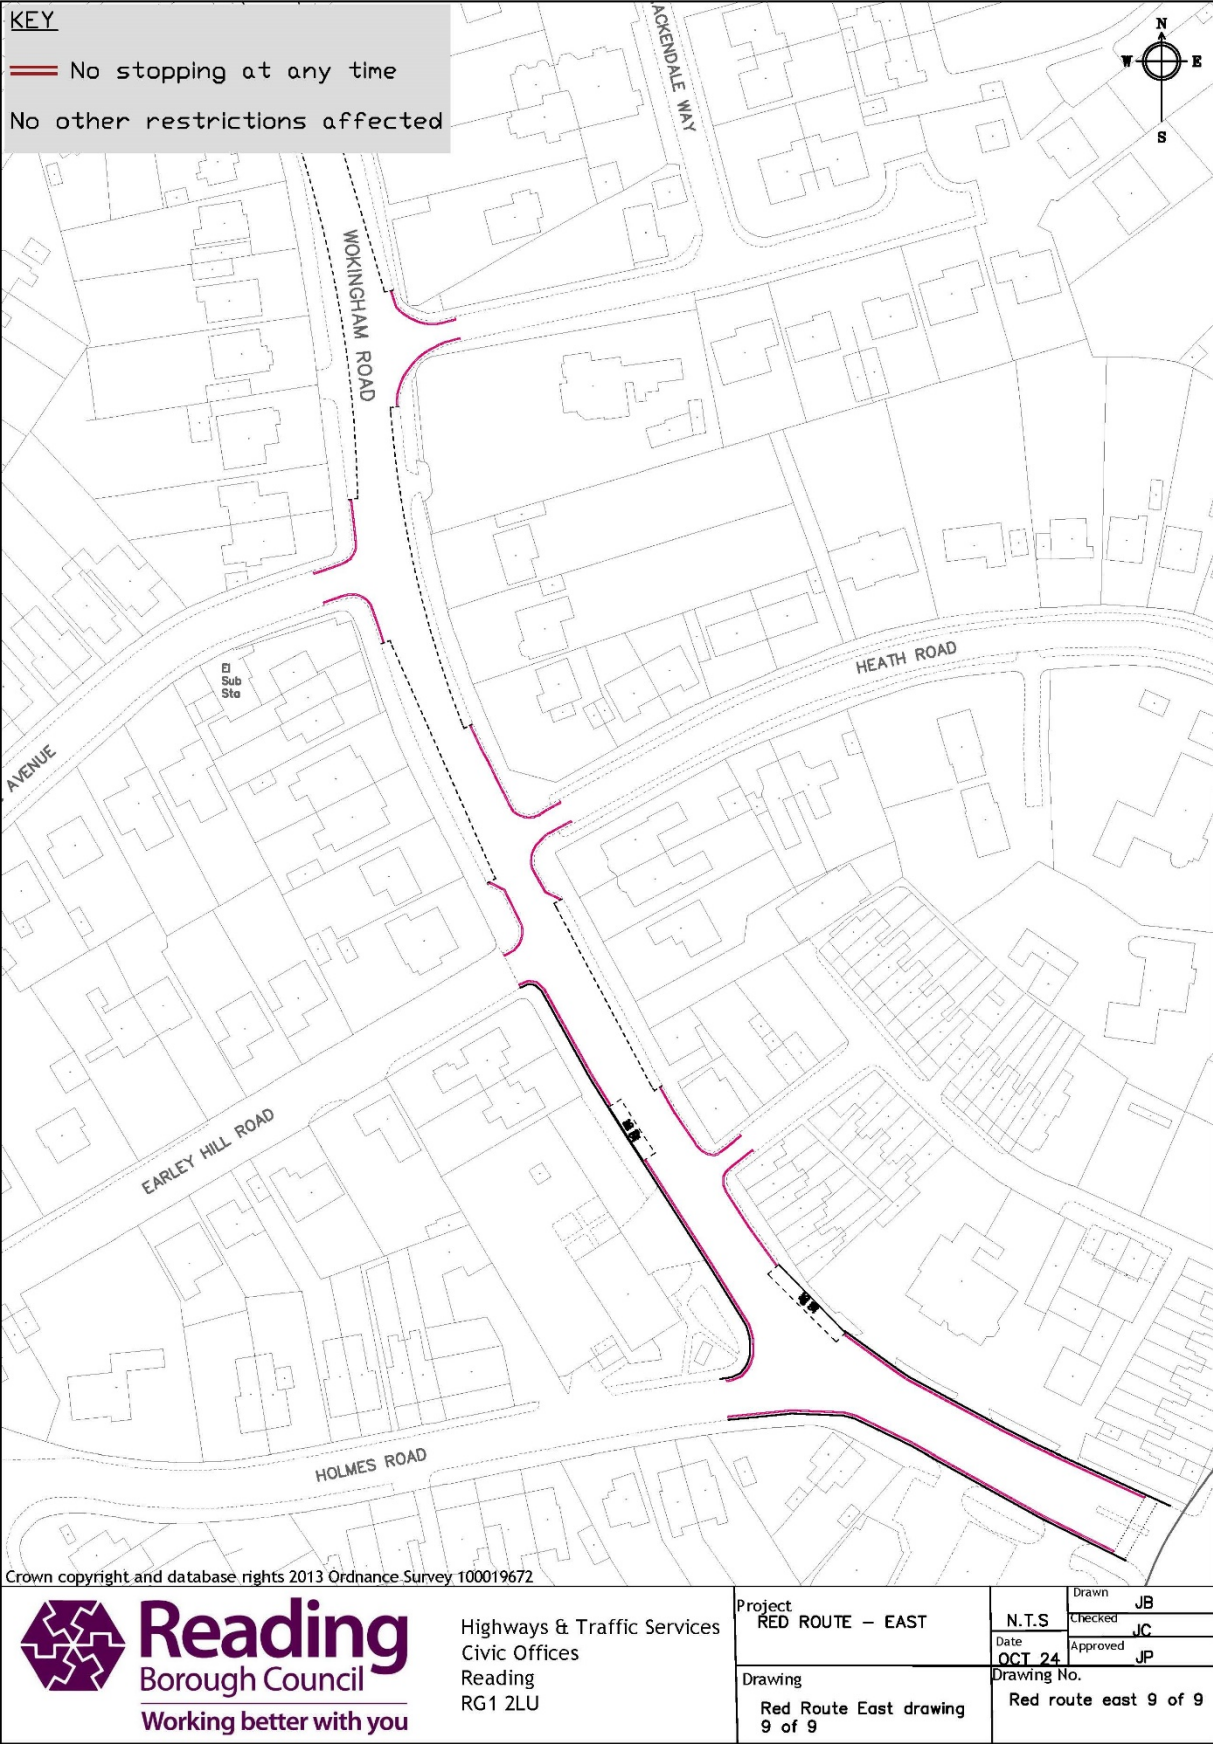 KEY
No stopping at any time
No other restrictions affected
ACKENDALE WAY
N
W E
S
WOKINGHAM ROAD
HEATH ROAD
El
Sub
Sta
AVENUE
EARLEY HILL ROAD
HOLMES ROAD
Crown copyright and database rights 2013 Ordnance Survey 100019672
Reading
Borough Council
Working better with you
Highways & Traffic Services
Civic Offices
Reading
RG1 2LU
Project
RED ROUTE - EAST
Drawing
Red Route East drawing
9 of 9
N.T.S
Date
OCT 24
Drawn
JB
Checked
JC
Approved
JP
Drawing No.
Red route east 9 of 9